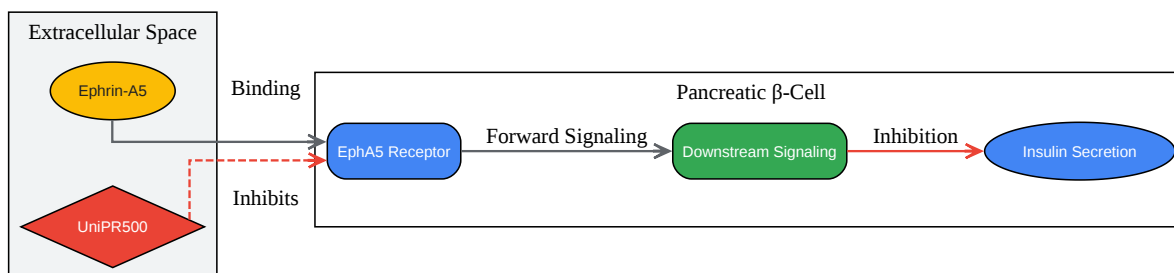 Extracellular Space
Ephrin-A5
Binding
Pancreatic β-Cell
EphA5 Receptor
Forward Signaling
Downstream Signaling
Inhibition
Insulin Secretion
Inhibits
UniPR500